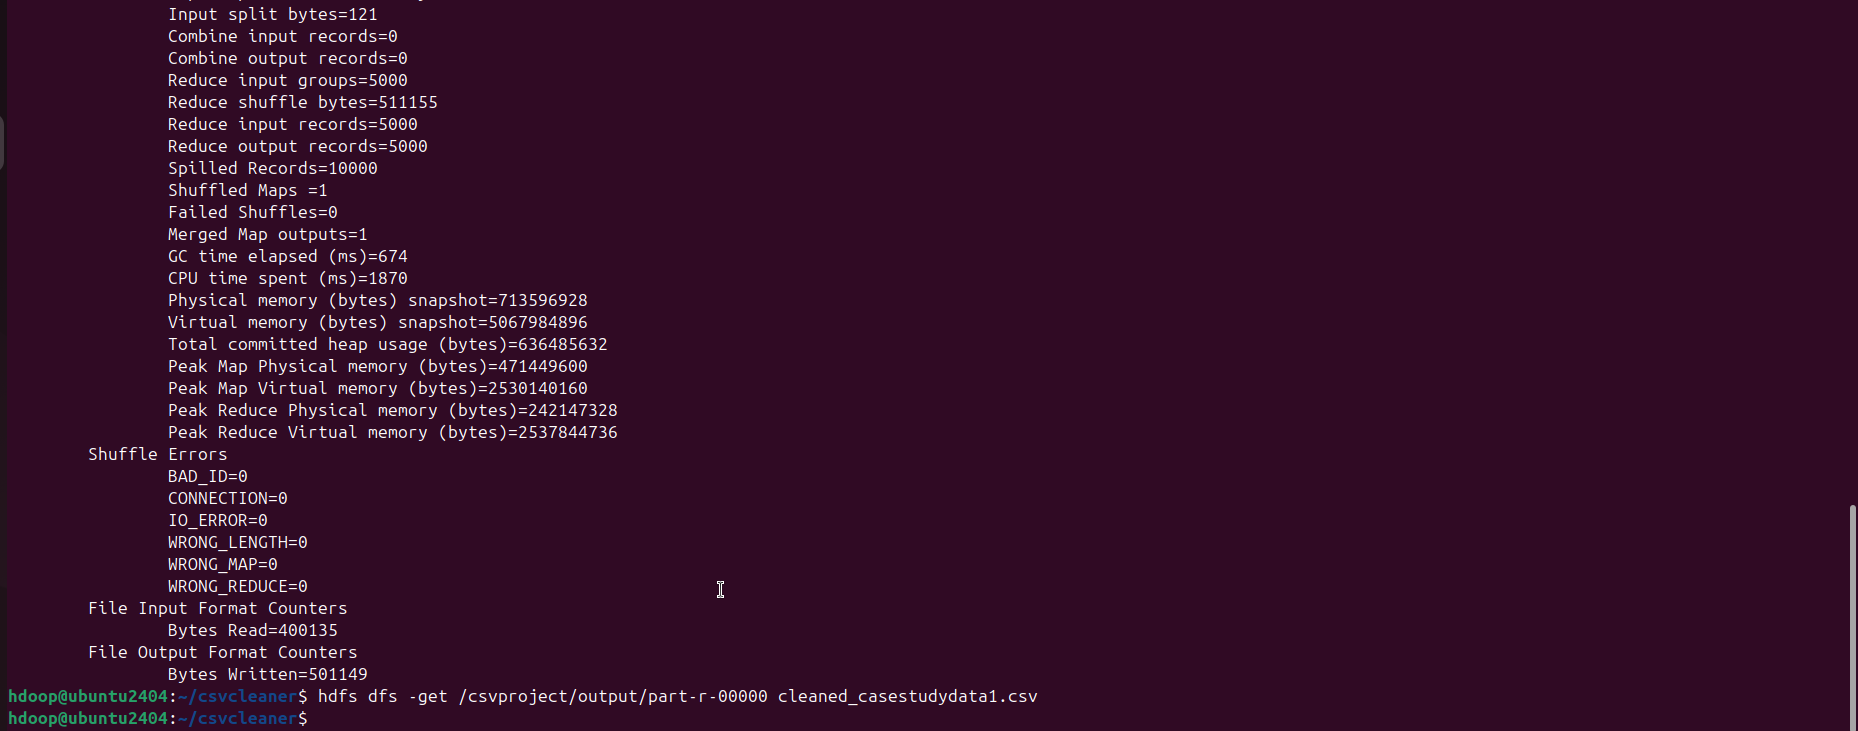 Input split bytes=121
Combine input records=0
Combine output records=0
Reduce input groups=5000
Reduce shuffle bytes=511155
Reduce input records=5000
Reduce output records=5000
Spilled Records=10000
Shuffled Maps =1
Failed Shuffles=0
Merged Map outputs=1
GC time elapsed (ms)=674
CPU time spent (ms)=1870
Physical memory (bytes) snapshot=713596928
Virtual memory (bytes) snapshot=5067984896
Total committed heap usage (bytes)=636485632
Peak Map Physical memory (bytes)=471449600
Peak Map Virtual memory (bytes)=2530140160
Peak Reduce Physical memory (bytes)=242147328
Peak Reduce Virtual memory (bytes)=2537844736
Shuffle Errors
BAD_ID=0
CONNECTION=0
IO_ERROR=0
WRONG_LENGTH=0
WRONG_MAP=0
WRONG_REDUCE=0
File Input Format Counters
Bytes Read=400135
File Output Format Counters
Bytes Written=501149
hdoop@ubuntu2404:~/csvcleaner$ hdfs dfs -get /csvproject/output/part-r-00000 cleaned_casestudydata1.csv
hdoop@ubuntu2404:~/csvcleaner$